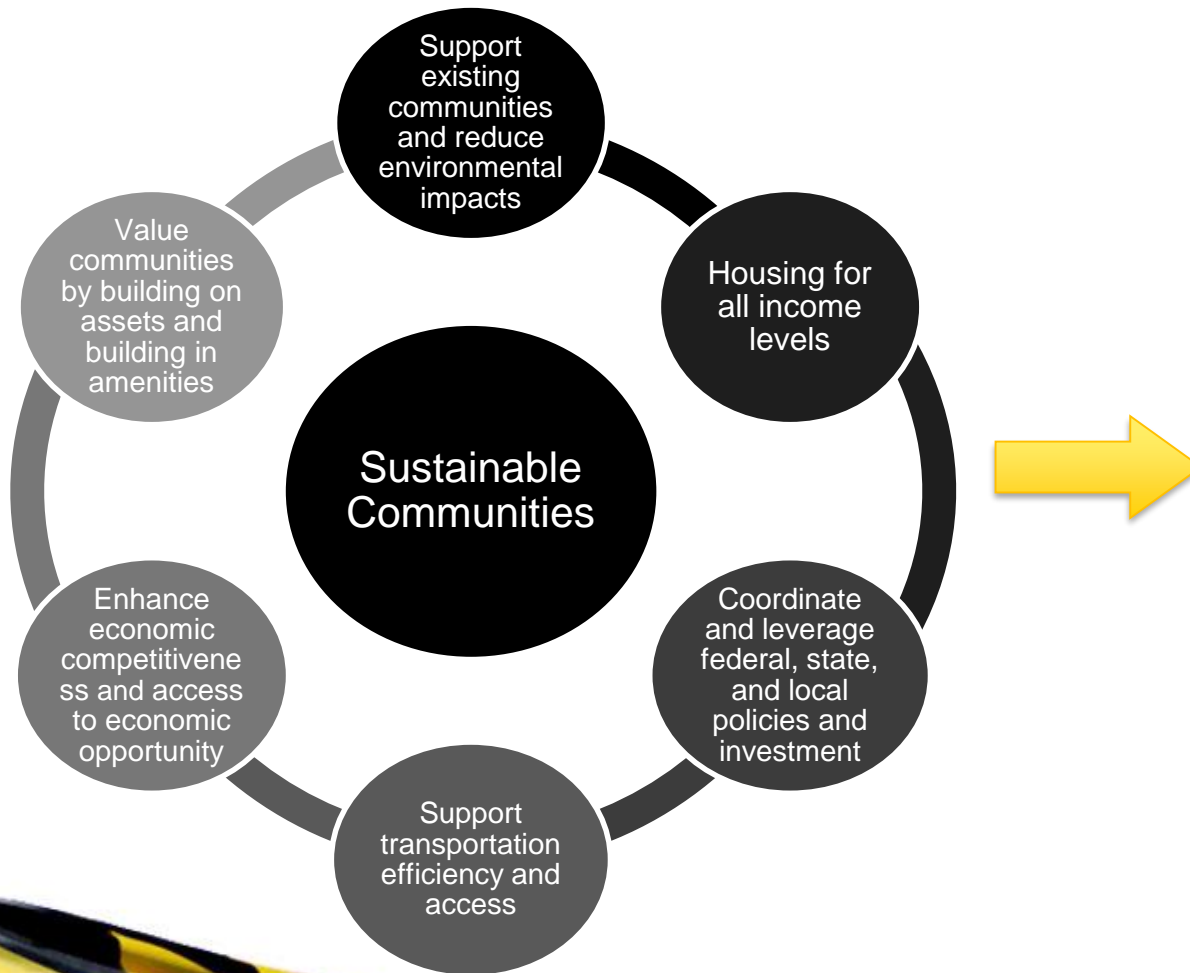 Support
existing
communities
and reduce
environmental
impacts
Housing for
all income
levels
Coordinate
and leverage
federal, state,
and local
policies and
investment
Support
transportation
efficiency and
access
Enhance
economic
competitivene
ss and access
to economic
opportunity
Value
communities
by building on
assets and
building in
amenities
Sustainable
Communities